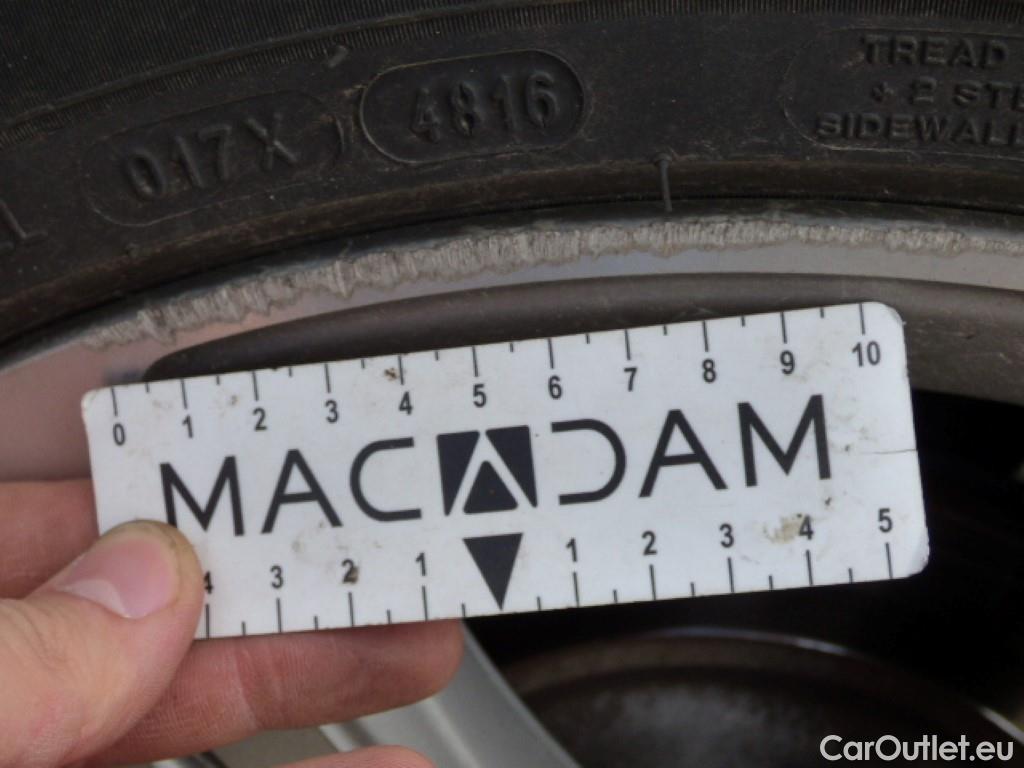 017X
4816
TREAD
+ 2 STE
SIDEWALL
0 1 2 3 4 5 6 7 8 9 10
MACADAM
4 3 2 1 1 2 3 4 5
CarOutlet.eu